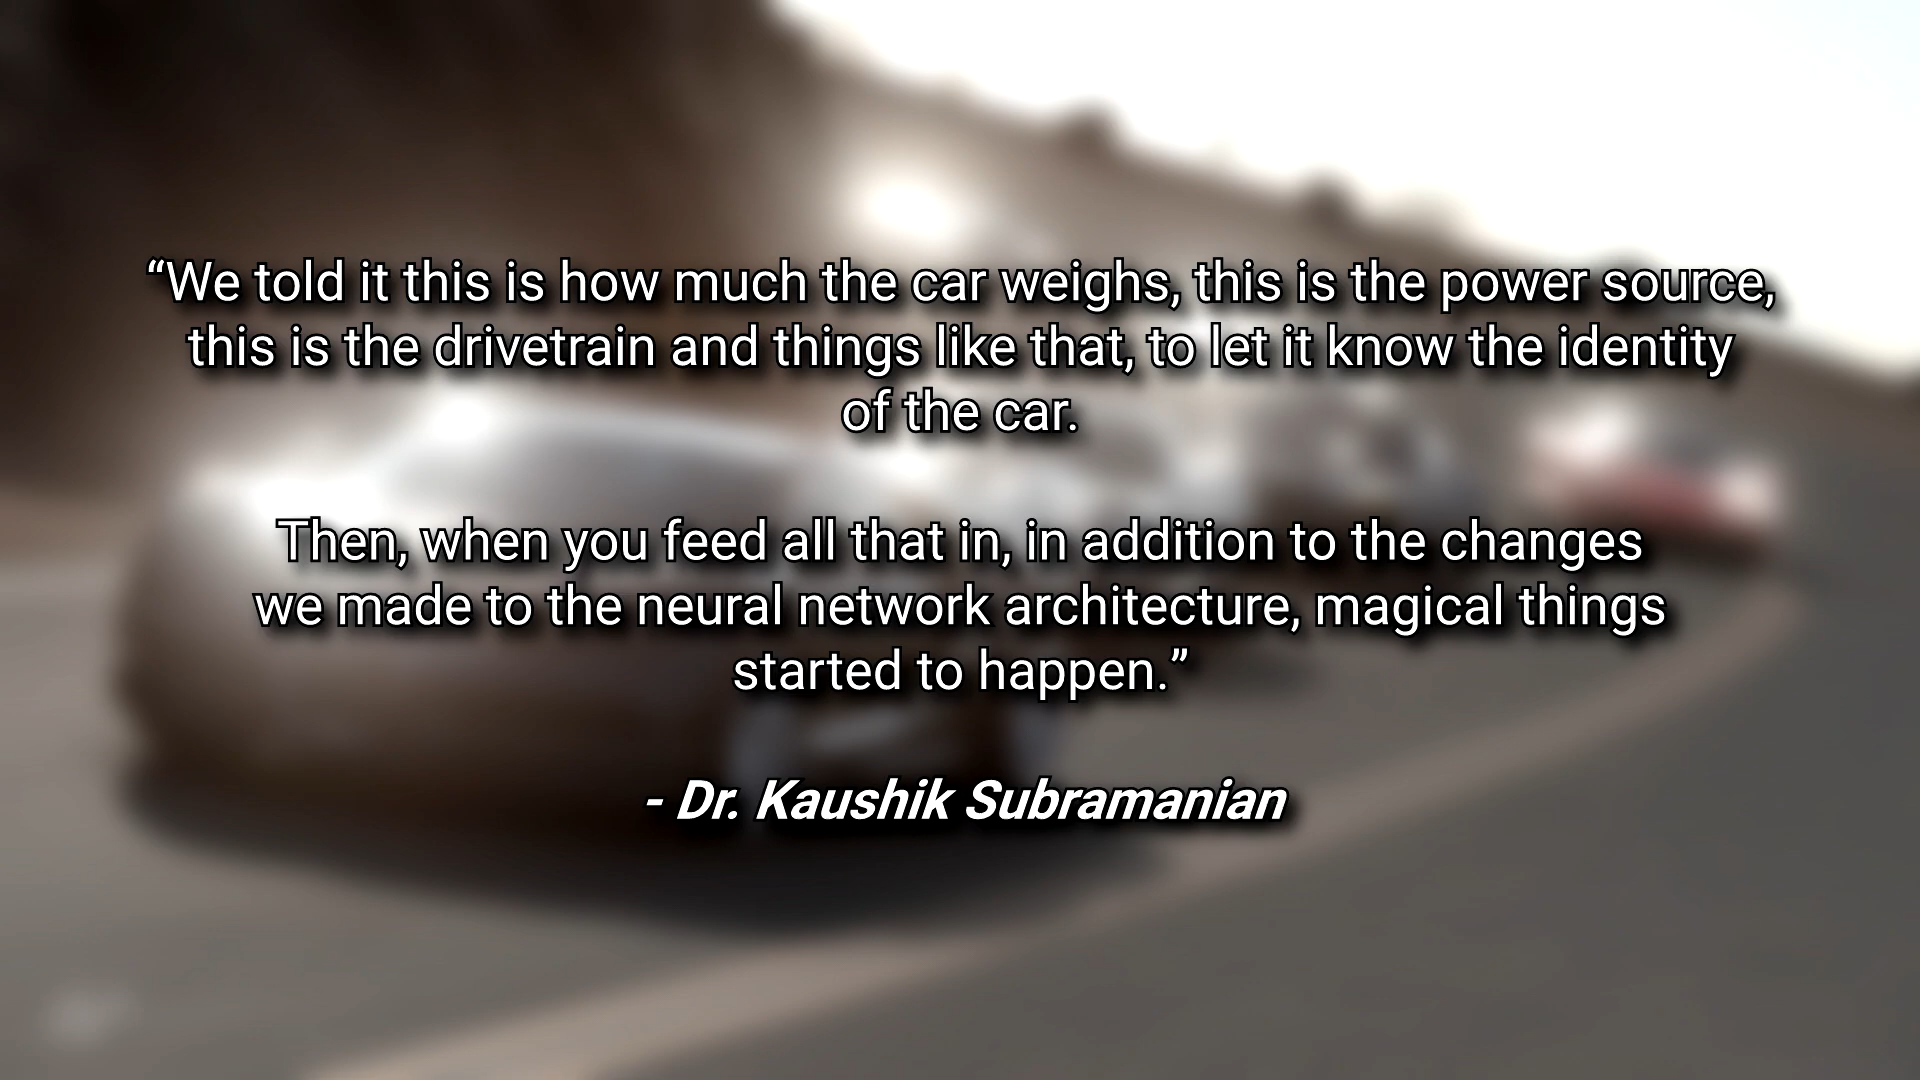 “We told it this is how much the car weighs, this is the power source,
this is the drivetrain and things like that, to let it know the identity
of the car.
Then, when you feed all that in, in addition to the changes
we made to the neural network architecture, magical things
started to happen.”
- Dr. Kaushik Subramanian